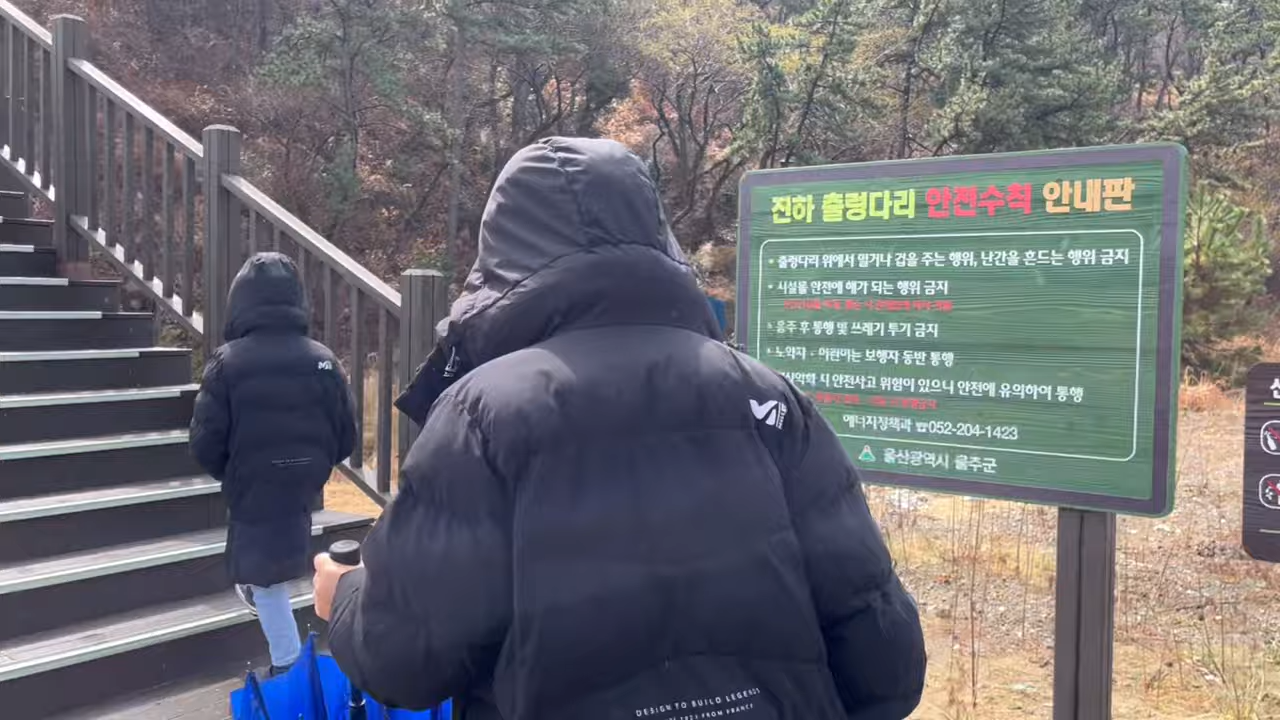 진하 출렁다리 안전수칙 안내판
• 출렁다리 위에서 밀거나 겁을 주는 행위, 난간을 흔드는 행위 금지
• 시설물 안전에 해가 되는 행위 금지
• 음주 후 통행 및 쓰레기 투기 금지
• 노약자 · 어린이는 보행자 동반 통행
시 안전사고 위험이 있으니 안전에 유의하여 통행
에너지정책과 ☎052-204-1423
울산광역시 울주군
DESIGN TO BUILD LEGENDS
1921 FROM FRANCE